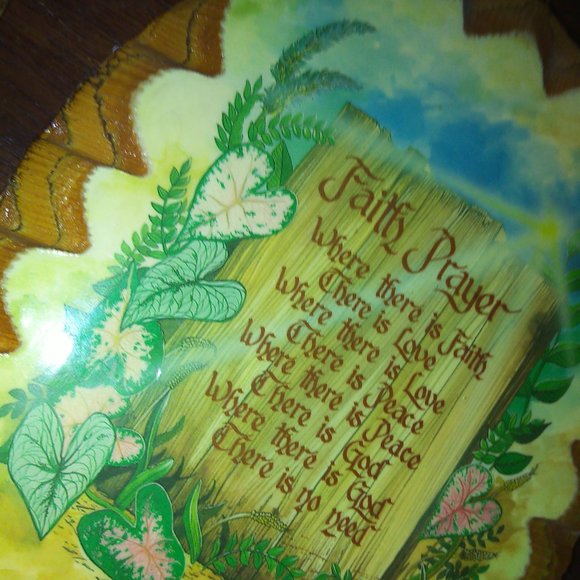 Faith Prayer
Where there is Faith
There is Love
Where there is Love
There is Peace
Where there is Peace
There is God
Where there is God
There is no need